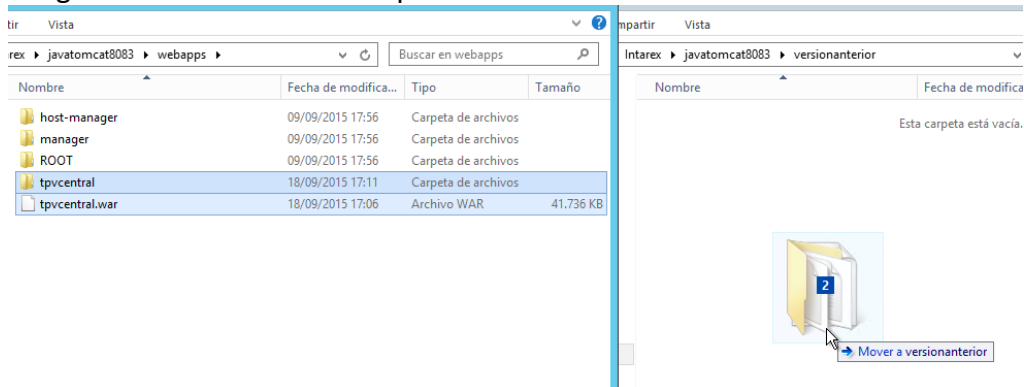 tir Vista
rex ▸ javatomcat8083 ▸ webapps ▸ Buscar en webapps
Nombre Fecha de modifica... Tipo Tamaño
host-manager 09/09/2015 17:56 Carpeta de archivos
manager 09/09/2015 17:56 Carpeta de archivos
ROOT 09/09/2015 17:56 Carpeta de archivos
tpvcentral 18/09/2015 17:11 Carpeta de archivos
tpvcentral.war 18/09/2015 17:06 Archivo WAR 41.736 KB
mpartir Vista
Intarex ▸ javatomcat8083 ▸ versionanterior
Nombre Fecha de modifica
Esta carpeta está vacía.
2
Mover a versionanterior